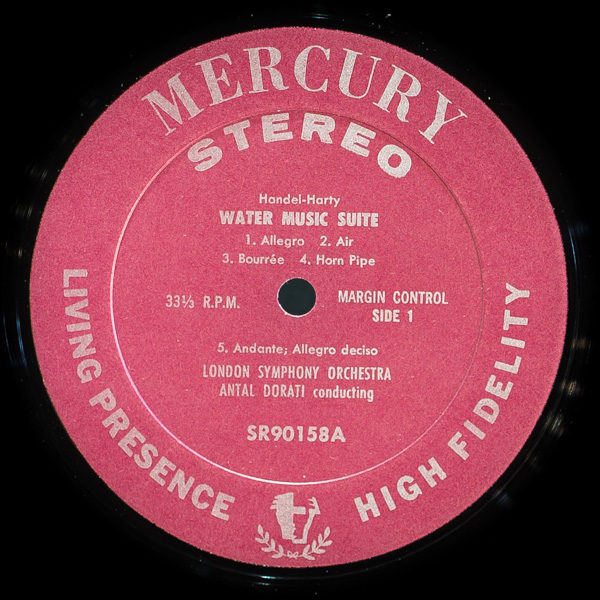 MERCURY
STEREO
Handel-Harty
WATER MUSIC SUITE
1. Allegro 2. Air
3. Bourrée 4. Horn Pipe
33⅓ R.P.M.
MARGIN CONTROL
SIDE 1
5. Andante; Allegro deciso
LONDON SYMPHONY ORCHESTRA
ANTAL DORATI conducting
SR90158A
LIVING PRESENCE
HIGH FIDELITY